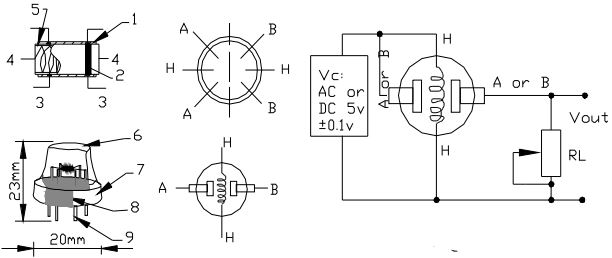 5
1
4
4
2
3
3
A
B
H
H
A
B
Vc:
AC or
DC 5v
±0.1v
H
A or B
A or B
Vout
H
RL
6
7
8
9
23mm
20mm
H
A
B
H